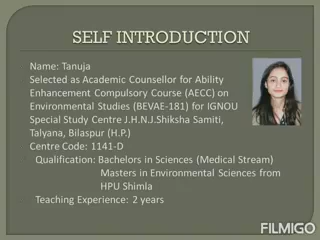 SELF INTRODUCTION
Name: Tanuja
Selected as Academic Counsellor for Ability
Enhancement Compulsory Course (AECC) on
Environmental Studies (BEVAE-181) for IGNOU
Special Study Centre J.H.N.J.Shiksha Samiti,
Talyana, Bilaspur (H.P.)
Centre Code: 1141-D
Qualification: Bachelors in Sciences (Medical Stream)
Masters in Environmental Sciences from
HPU Shimla
Teaching Experience: 2 years
FILMIGO